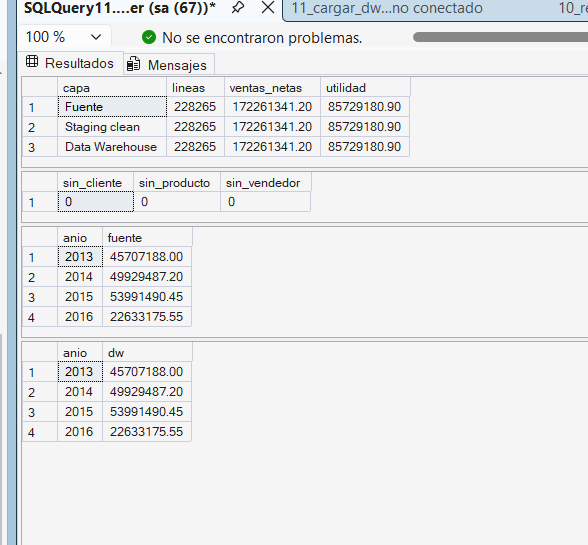 SQLQuery11....er (sa (67))* 11_cargar_dw...no conectado 10_re
100 % No se encontraron problemas.
Resultados Mensajes
capa lineas ventas_netas utilidad
1 Fuente 228265 172261341.20 85729180.90
2 Staging clean 228265 172261341.20 85729180.90
3 Data Warehouse 228265 172261341.20 85729180.90
sin_cliente sin_producto sin_vendedor
1 0 0 0
anio fuente
1 2013 45707188.00
2 2014 49929487.20
3 2015 53991490.45
4 2016 22633175.55
anio dw
1 2013 45707188.00
2 2014 49929487.20
3 2015 53991490.45
4 2016 22633175.55